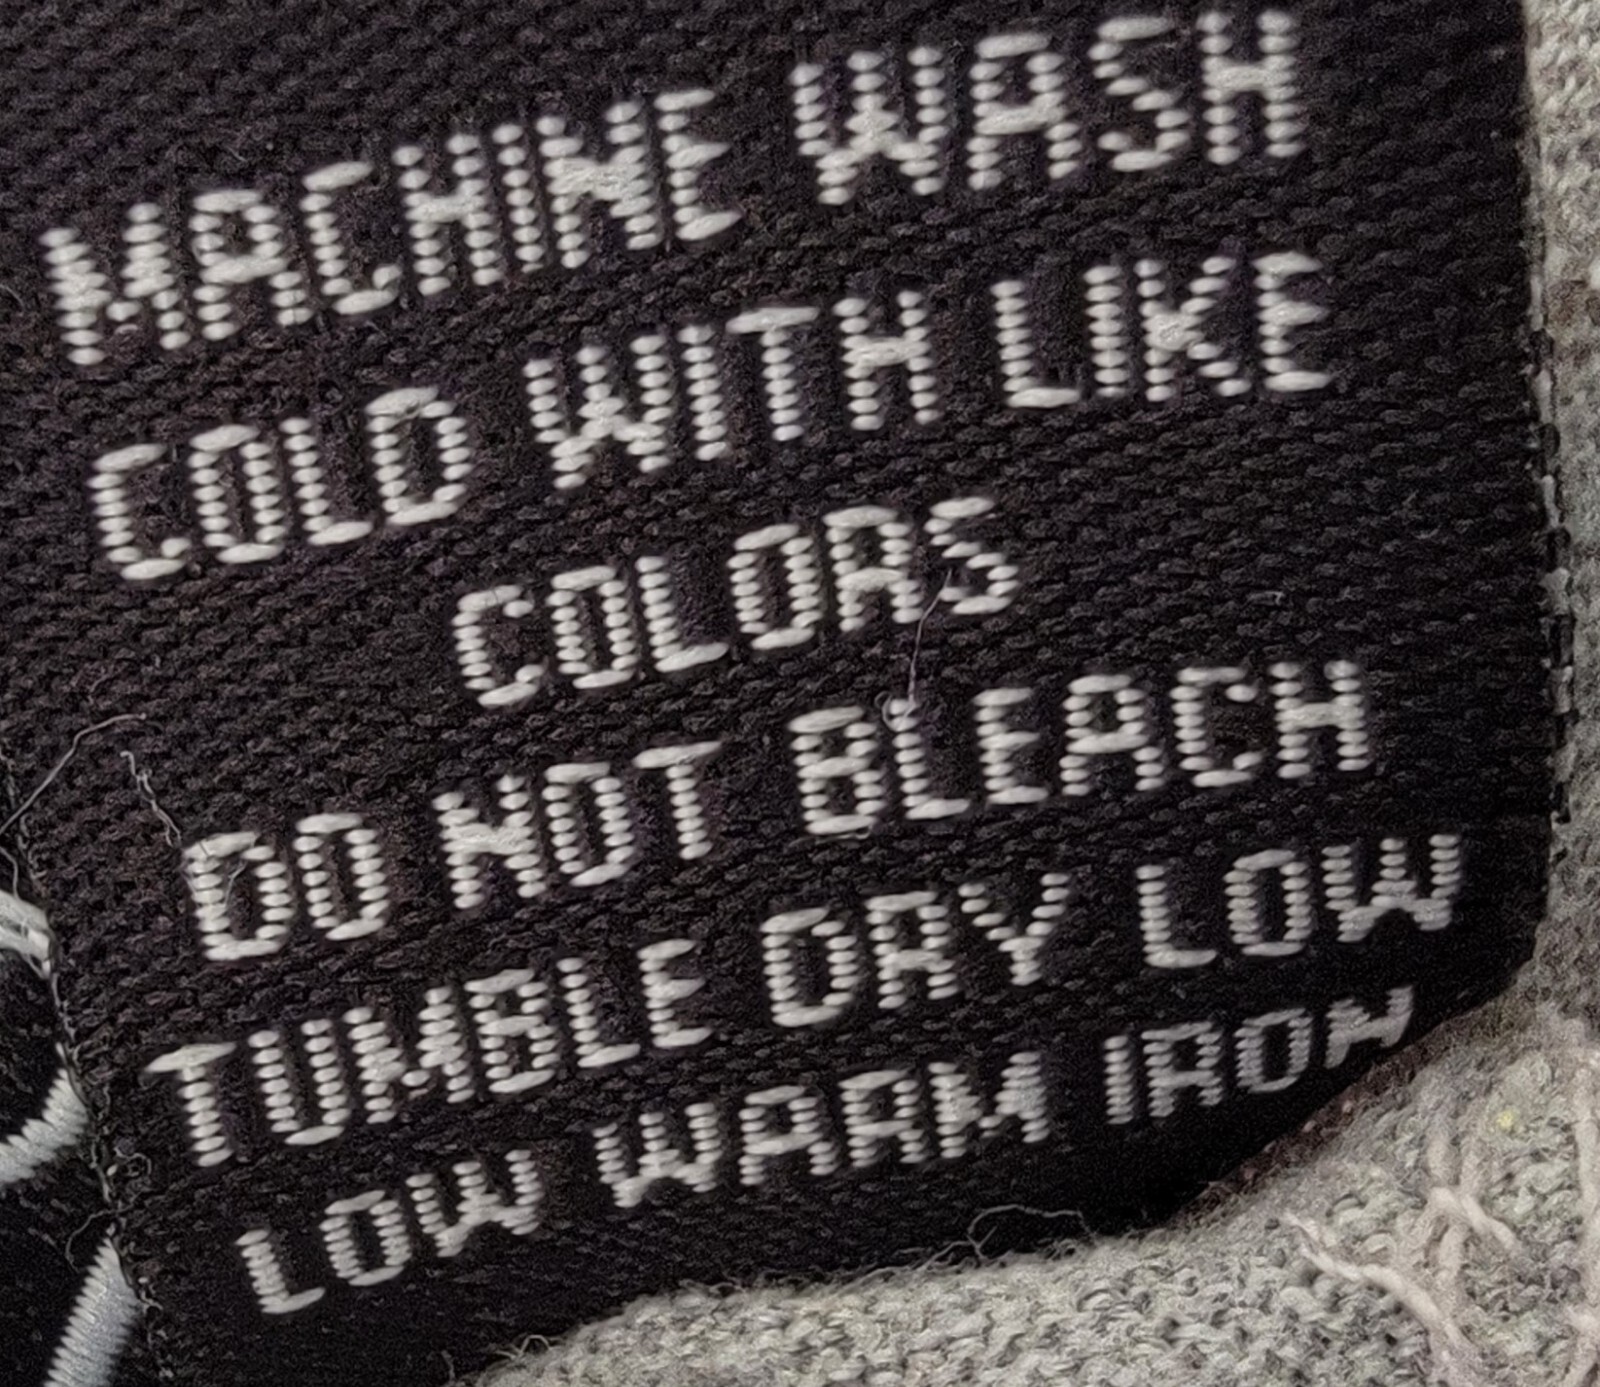 MACHINE WASH
COLD WITH LIKE
COLORS
DO NOT BLEACH
TUMBLE DRY LOW
LOW WARM IRON